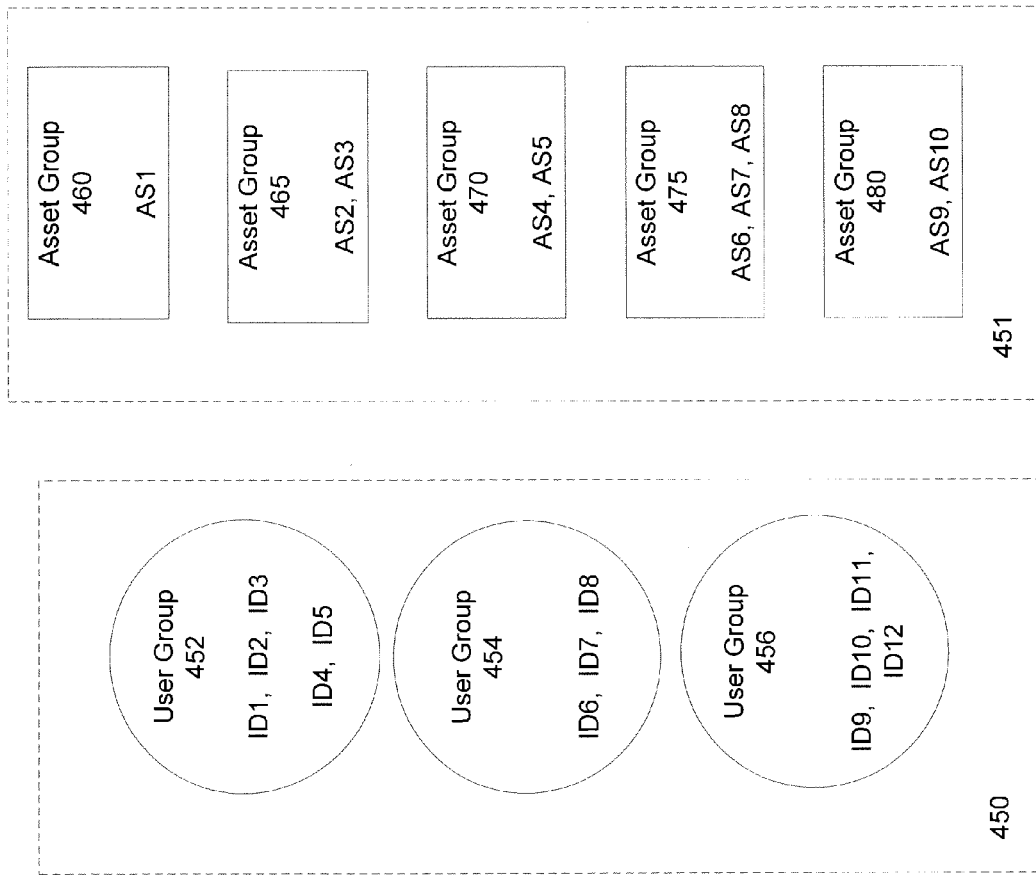 User Group
452
ID1, ID2, ID3
ID4, ID5
User Group
454
ID6, ID7, ID8
User Group
456
ID9, ID10, ID11,
ID12
450
Asset Group
460
AS1
Asset Group
465
AS2, AS3
Asset Group
470
AS4, AS5
Asset Group
475
AS6, AS7, AS8
Asset Group
480
AS9, AS10
451